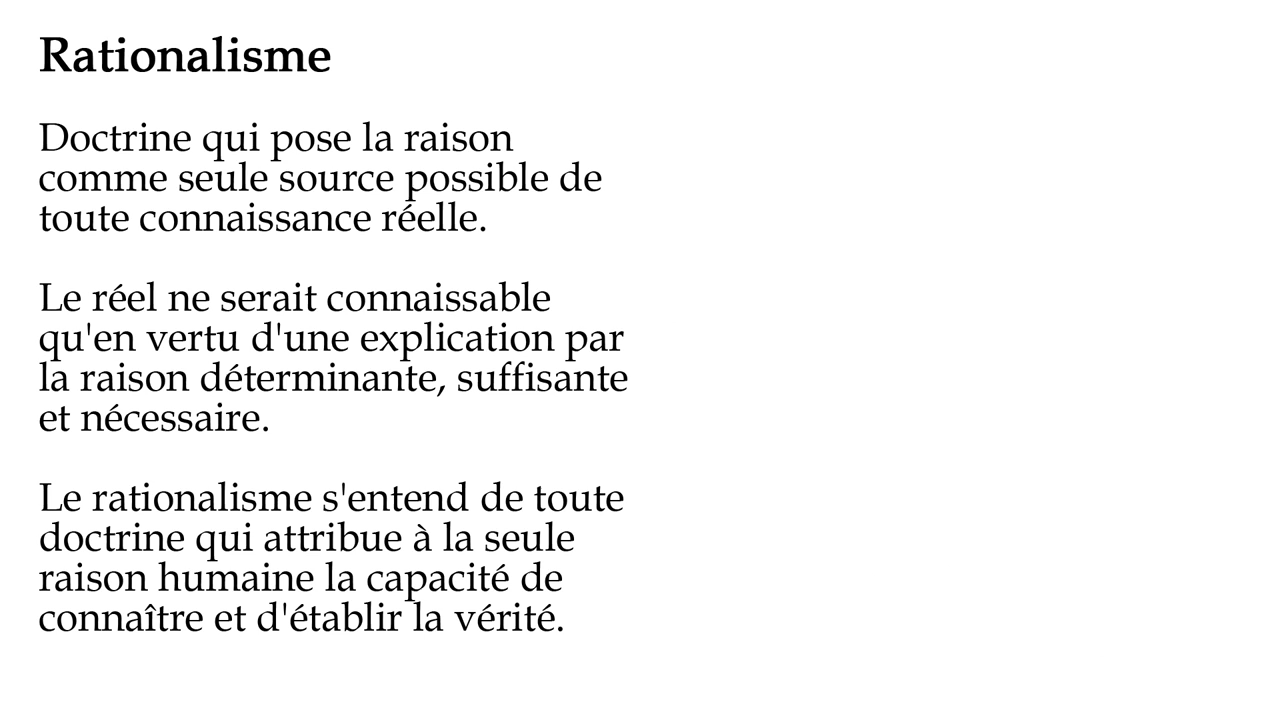 Rationalisme
Doctrine qui pose la raison
comme seule source possible de
toute connaissance réelle.
Le réel ne serait connaissable
qu'en vertu d'une explication par
la raison déterminante, suffisante
et nécessaire.
Le rationalisme s'entend de toute
doctrine qui attribue à la seule
raison humaine la capacité de
connaître et d'établir la vérité.